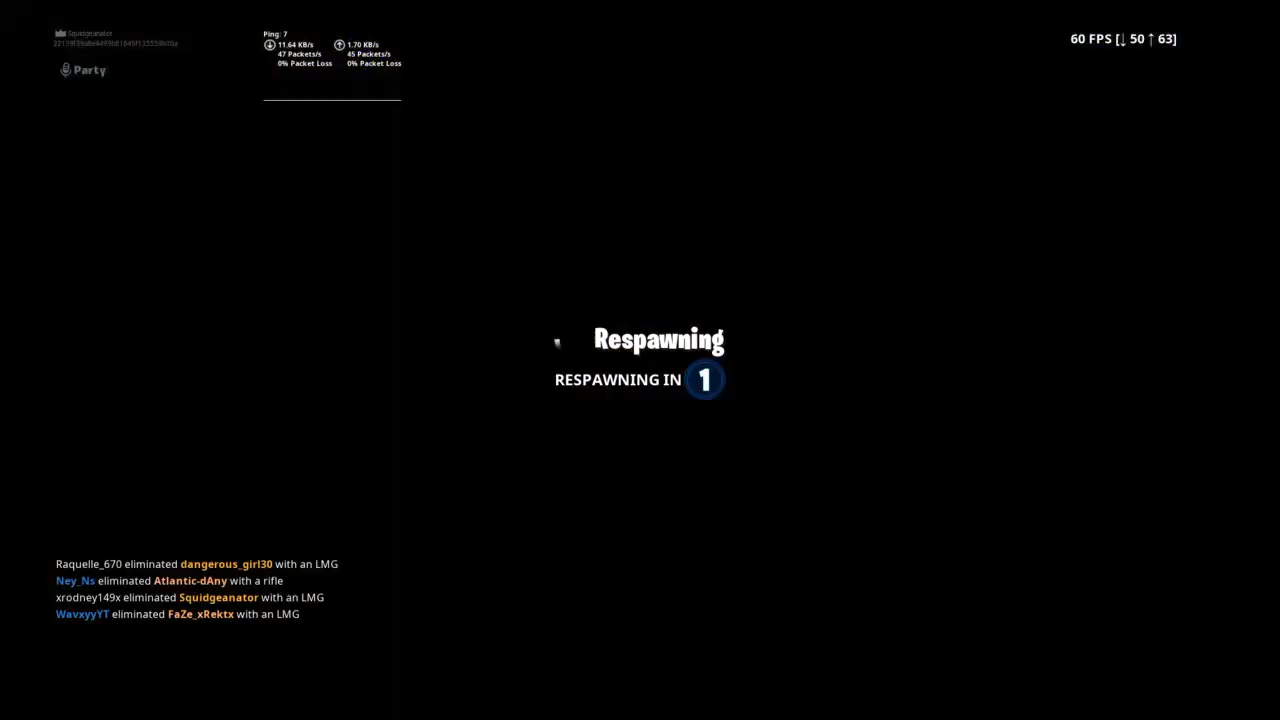 Squidgeanator
Party
Ping: 7
11.64 KB/s 1.70 KB/s
47 Packets/s 45 Packets/s
0% Packet Loss 0% Packet Loss
60 FPS [↓ 50 ↑ 63]
Respawning
RESPAWNING IN 1
Raquelle_670 eliminated dangerous_girl30 with an LMG
Ney_Ns eliminated Atlantic-dAny with a rifle
xrodney149x eliminated Squidgeanator with an LMG
WavxyyYT eliminated FaZe_xRektx with an LMG